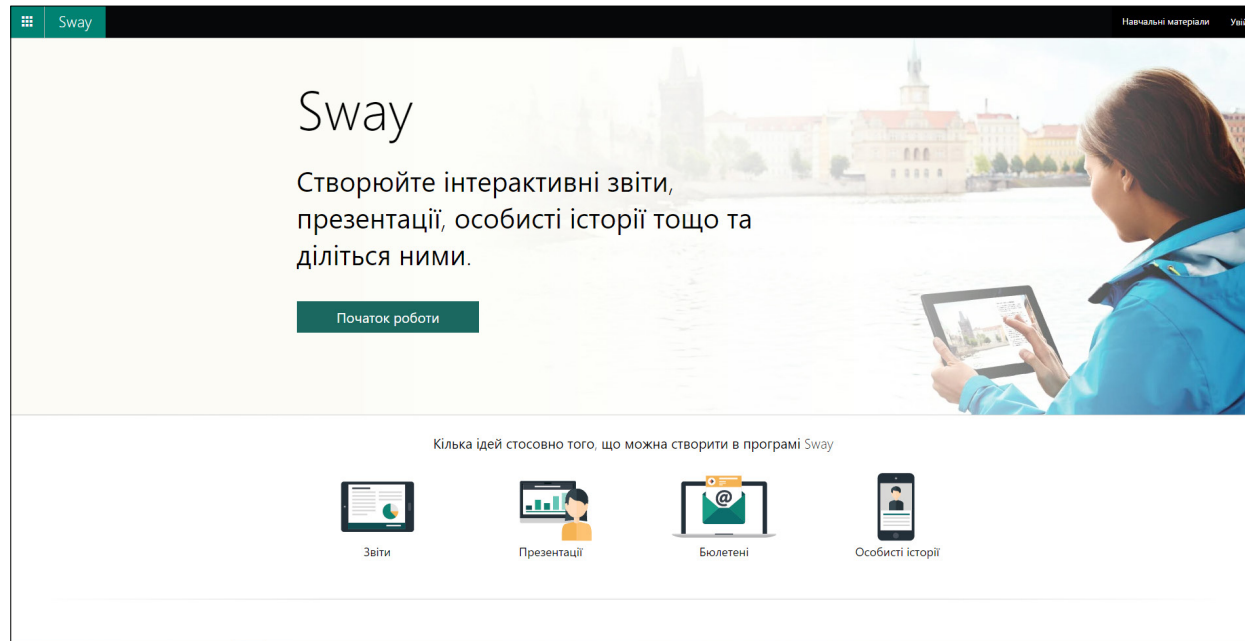 Sway
Навчальні матеріали
Sway
Створюйте інтерактивні звіти,
презентації, особисті історії тощо та
діліться ними.
Початок роботи
Кілька ідей стосовно того, що можна створити в програмі Sway
@
Звіти
Презентації
Бюлетені
Особисті історії